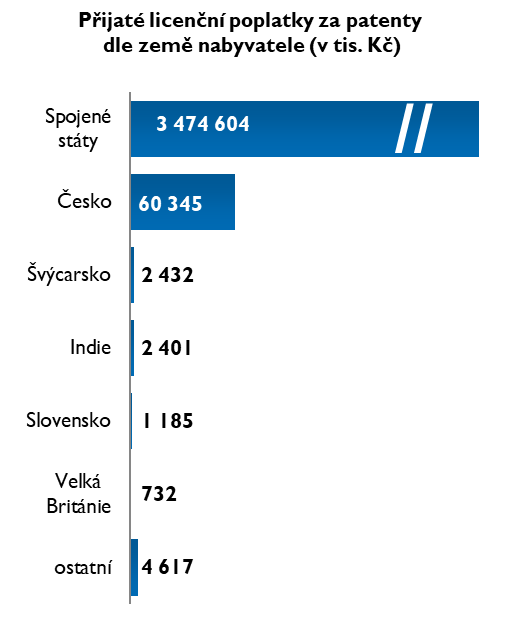 Přijaté licenční poplatky za patenty
dle země nabyvatele (v tis. Kč)
Spojené
státy
3 474 604
Česko
60 345
Švýcarsko
2 432
Indie
2 401
Slovensko
1 185
Velká
Británie
732
ostatní
4 617